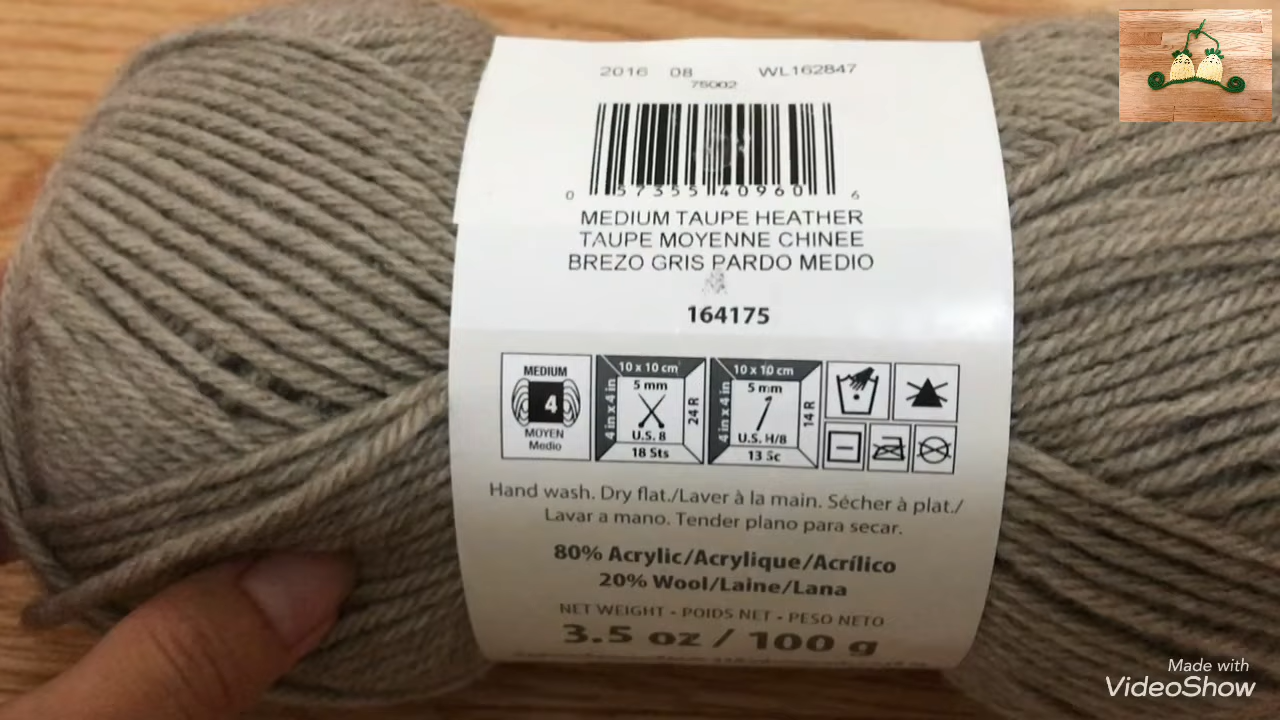 2016 08 WL162847
75002
0 57355 40960 6
MEDIUM TAUPE HEATHER
TAUPE MOYENNE CHINEE
BREZO GRIS PARDO MEDIO
164175
MEDIUM
4
MOYEN
Medio
10 x 10 cm
4 in x 4 in
5 mm
24 R
U.S. 8
18 Sts
10 x 10 cm
4 in x 4 in
5 mm
14 R
U.S. H/8
13 Sc
Hand wash. Dry flat./Laver à la main. Sécher à plat./
Lavar a mano. Tender plano para secar.
80% Acrylic/Acrylique/Acrílico
20% Wool/Laine/Lana
NET WEIGHT • POIDS NET • PESO NETO
3.5 oz / 100 g
Made with
VideoShow